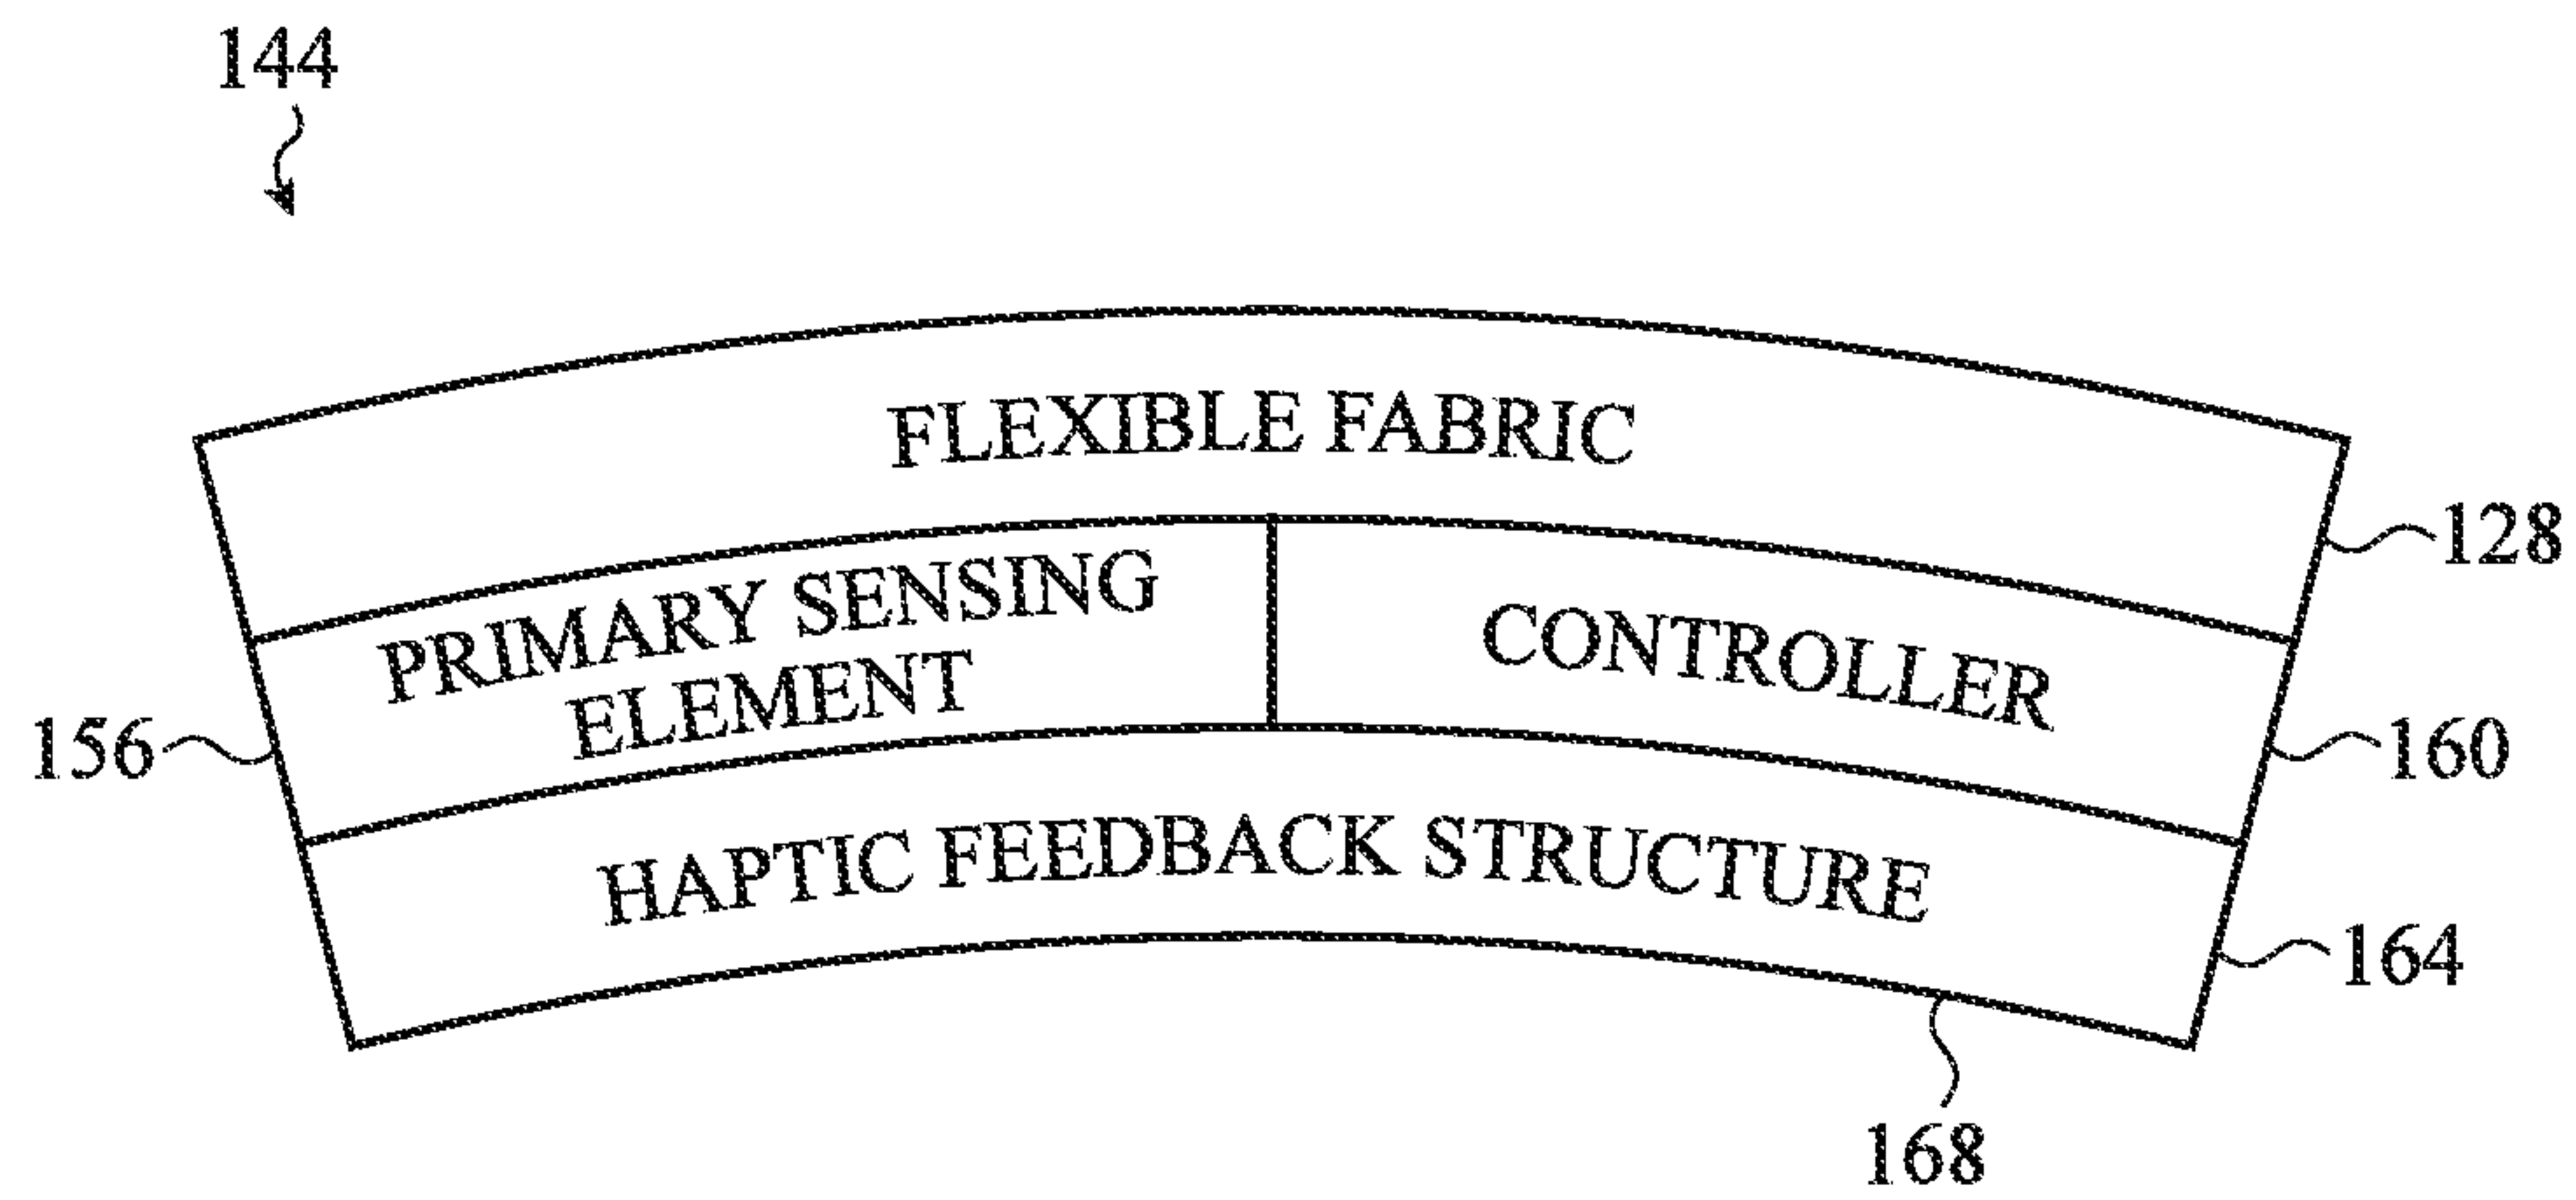 144
FLEXIBLE FABRIC
128
PRIMARY SENSING
ELEMENT
CONTROLLER
156
160
HAPTIC FEEDBACK STRUCTURE
164
168